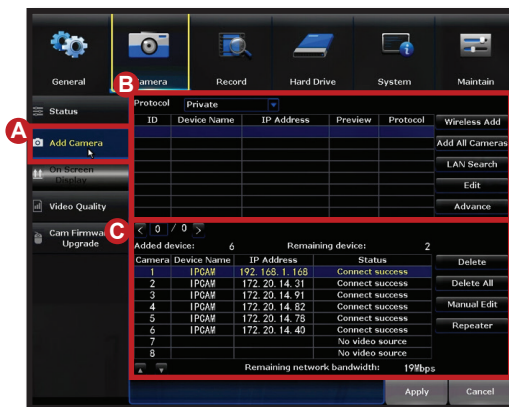 General Camera Record Hard Drive System Maintain
A
B
C
Status
Add Camera
On Screen
Display
Video Quality
Cam Firmwa
Upgrade
Protocol Private
ID Device Name IP Address Preview Protocol
Wireless Add
Add All Cameras
LAN Search
Edit
Advance
< 0 / 0 >
Added device: 6 Remaining device: 2
Camera Device Name IP Address Status
1 IPCAM 192. 168. 1. 168 Connect success
2 IPCAM 172. 20. 14. 31 Connect success
3 IPCAM 172. 20. 14. 91 Connect success
4 IPCAM 172. 20. 14. 82 Connect success
5 IPCAM 172. 20. 14. 78 Connect success
6 IPCAM 172. 20. 14. 40 Connect success
7 No video source
8 No video source
Delete
Delete All
Manual Edit
Repeater
Remaining network bandwidth: 19Mbps
Apply Cancel